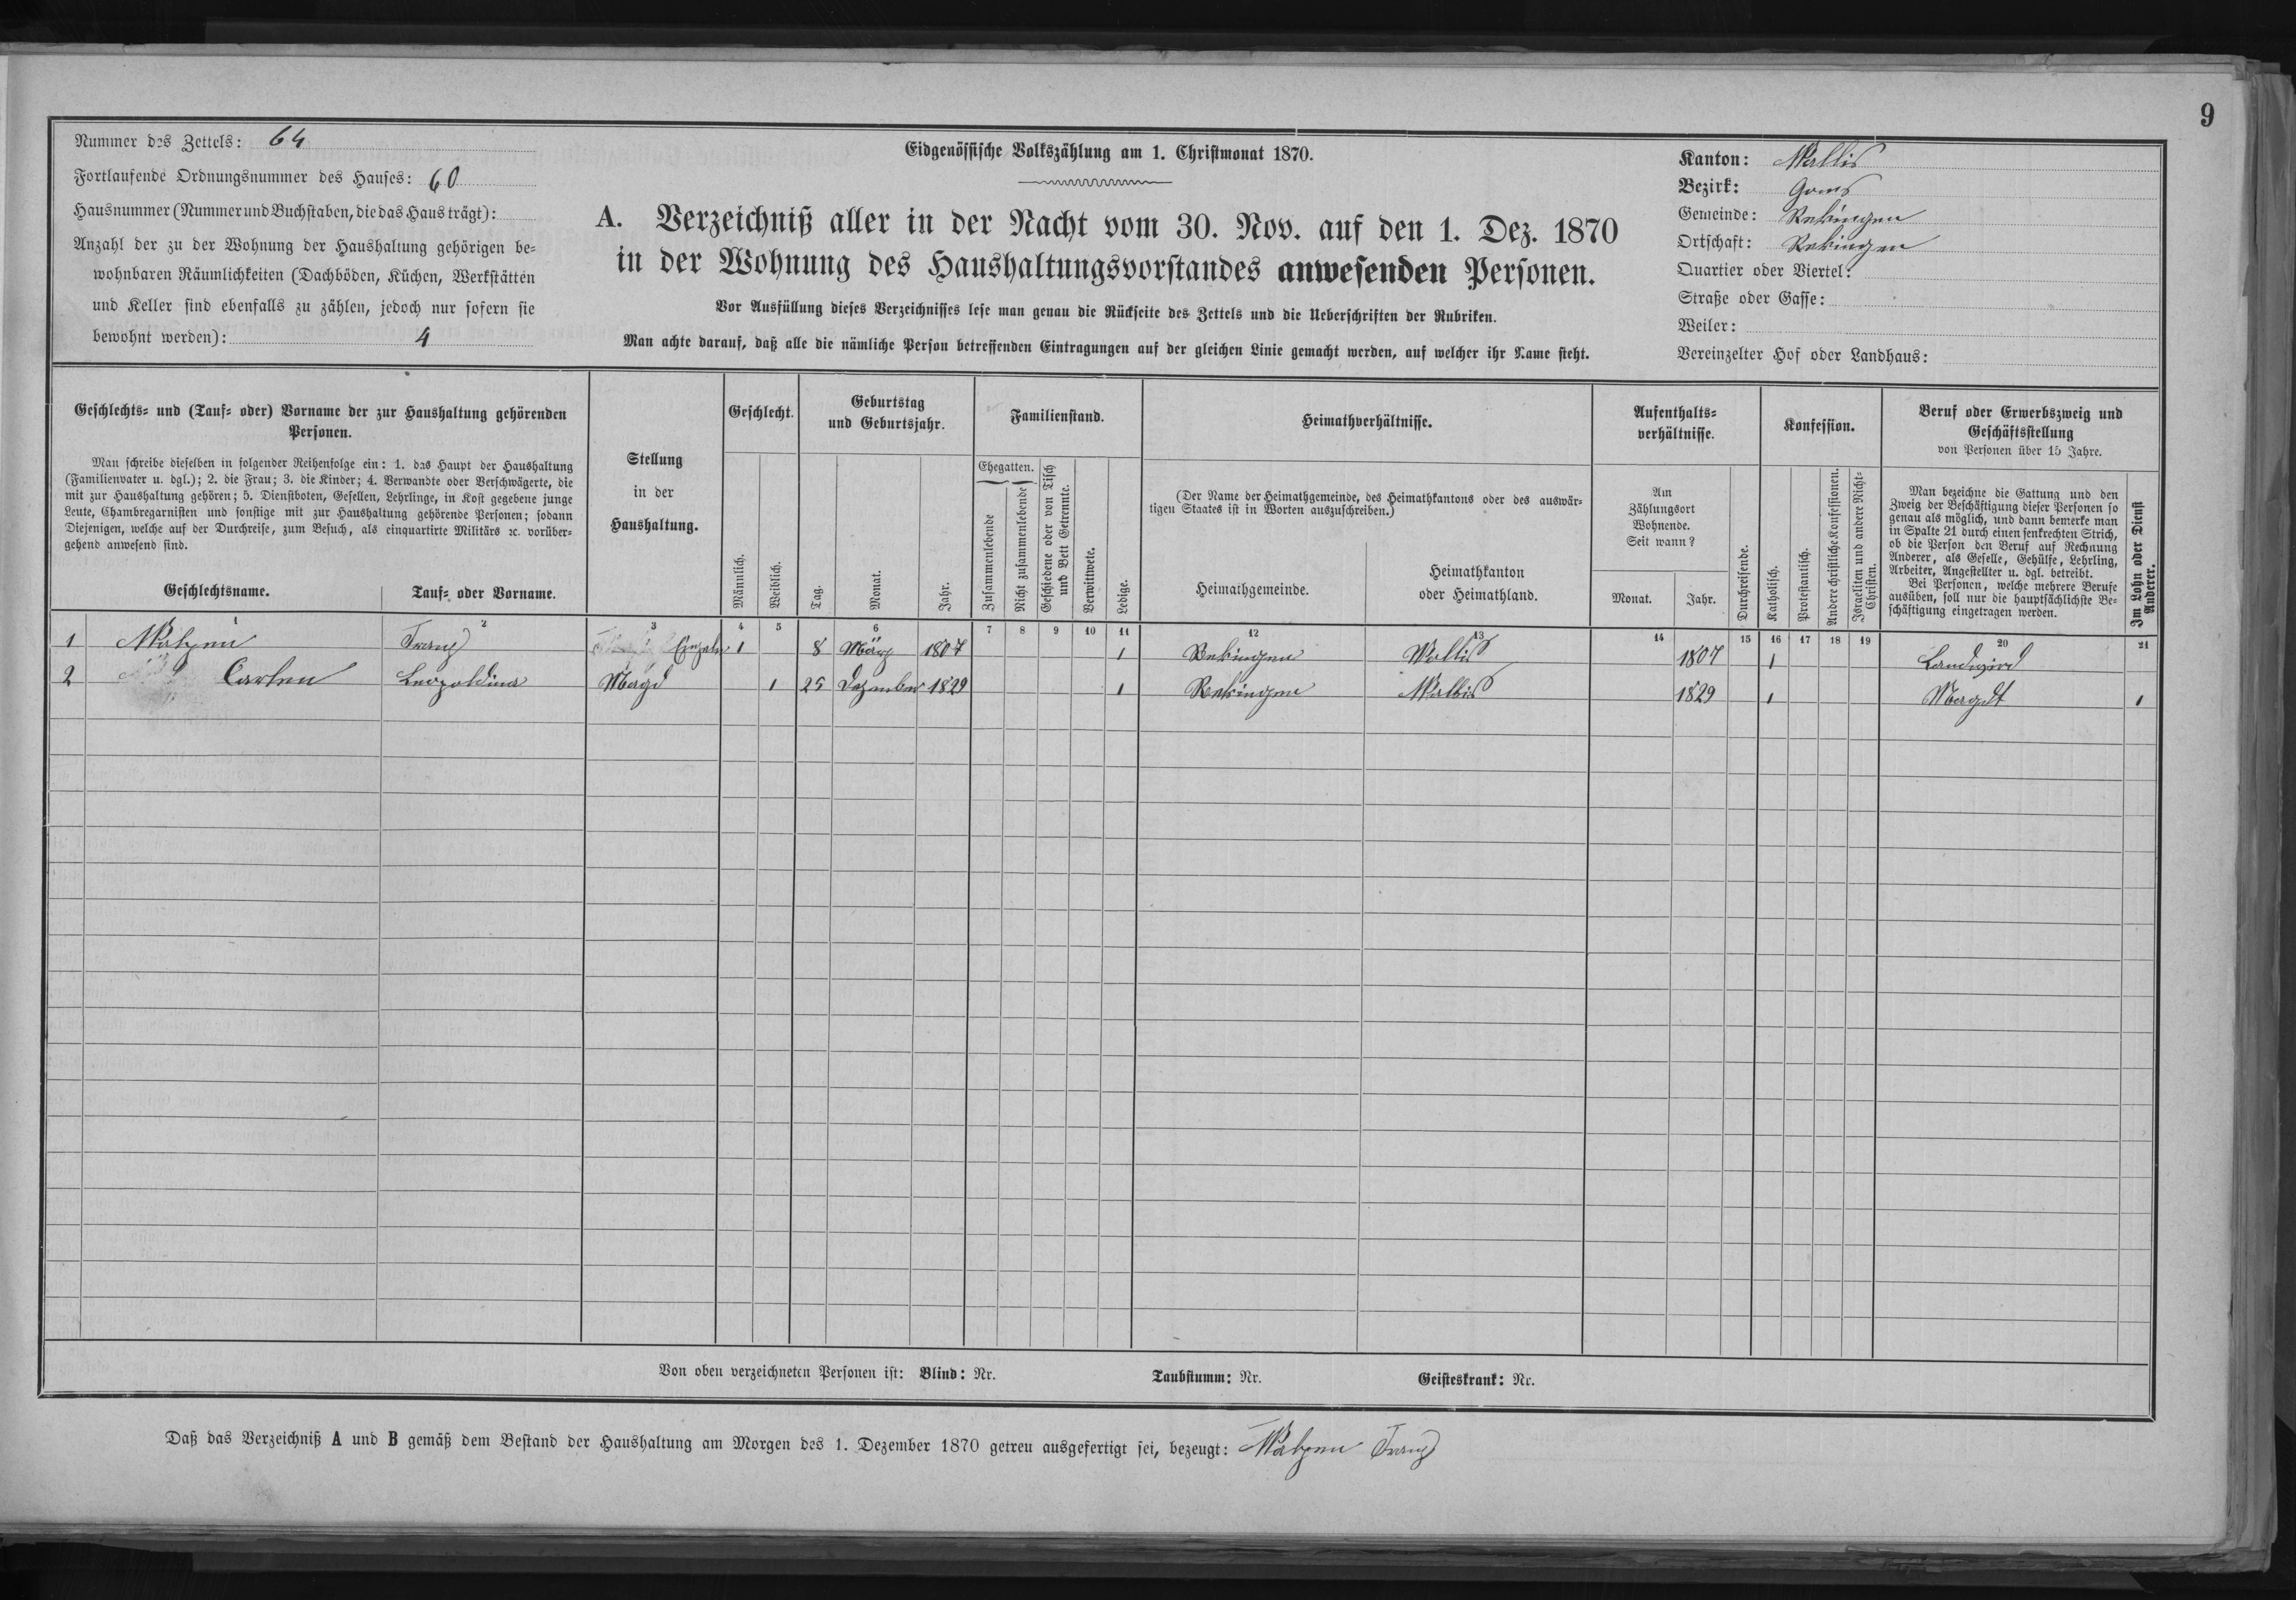 9
Nummer des Zettels: 64
Fortlaufende Ordnungsnummer des Hauses: 60
Hausnummer (Nummer und Buchstaben, die das Haus trägt):
Anzahl der zu der Wohnung der Haushaltung gehörigen be-
wohnbaren Räumlichkeiten (Dachböden, Küchen, Werkstätten
und Keller sind ebenfalls zu zählen, jedoch nur sofern sie
bewohnt werden): 4
Eidgenössische Volkszählung am 1. Christmonat 1870.
A. Verzeichniß aller in der Nacht vom 30. Nov. auf den 1. Dez. 1870
in der Wohnung des Haushaltungsvorstandes anwesenden Personen.
Vor Ausfüllung dieses Verzeichnisses lese man genau die Rückseite des Zettels und die Ueberschriften der Rubriken.
Man achte darauf, daß alle die nämliche Person betreffenden Eintragungen auf der gleichen Linie gemacht werden, auf welcher ihr Name steht.
Kanton: Wallis
Bezirk: Goms
Gemeinde: Rekingen
Ortschaft: Rekingen
Quartier oder Viertel:
Straße oder Gasse:
Weiler:
Vereinzelter Hof oder Landhaus:
Geschlechts- und (Tauf- oder) Vorname der zur Haushaltung gehörenden
Personen.
Man schreibe dieselben in folgender Reihenfolge ein: 1. das Haupt der Haushaltung
(Familienvater u. dgl.); 2. die Frau; 3. die Kinder; 4. Verwandte oder Verschwägerte, die
mit zur Haushaltung gehören; 5. Dienstboten, Gesellen, Lehrlinge, in Kost gegebene junge
Leute, Chambregarnisten und sonstige mit zur Haushaltung gehörende Personen; sodann
Diejenigen, welche auf der Durchreise, zum Besuch, als einquartirte Militärs ꝛc. vorüber-
gehend anwesend sind.
Geschlechtsname.
Tauf- oder Vorname.
Stellung
in der
Haushaltung.
Geschlecht.
Männlich.
Weiblich.
Geburtstag
und Geburtsjahr.
Tag.
Monat.
Jahr.
Familienstand.
Ehegatten.
Zusammenlebende
Nicht zusammenlebende
Geschiedene oder von Tisch
und Bett Getrennte.
Verwittwete.
Ledige.
Heimathverhältnisse.
(Der Name der Heimathgemeinde, des Heimathkantons oder des auswär-
tigen Staates ist in Worten auszuschreiben.)
Heimathgemeinde.
Heimathkanton
oder Heimathland.
Aufenthalts-
verhältnisse.
Am
Zählungsort
Wohnende.
Seit wann?
Monat.
Jahr.
Durchreisende.
Konfession.
Katholisch.
Protestantisch.
Andere christliche Konfessionen.
Israeliten und andere Nicht-
Christen.
Beruf oder Erwerbszweig und
Geschäftsstellung
von Personen über 15 Jahre.
Man bezeichne die Gattung und den
Zweig der Beschäftigung dieser Personen so
genau als möglich, und dann bemerke man
in Spalte 21 durch einen senkrechten Strich,
ob die Person den Beruf auf Rechnung
Anderer, als Geselle, Gehülfe, Lehrling,
Arbeiter, Angestellter u. dgl. betreibt.
Bei Personen, welche mehrere Berufe
ausüben, soll nur die hauptsächlichste Be-
schäftigung eingetragen werden.
Im Lohn oder Dienst
Anderer.
2 3 4 5 6 7 8 9 10 11 12 13 14 15 16 17 18 19 20 21
1 Franz Einzeln 1 8 März 1807 1 Rekingen Wallis 1807 1 Landwird
2 Carlen Leopoldina Magd 1 25 Dezember 1829 1 Rekingen Wallis 1829 1 Magdt 1
Von oben verzeichneten Personen ist: Blind: Nr. Taubstumm: Nr. Geisteskrank: Nr.
Daß das Verzeichniß A und B gemäß dem Bestand der Haushaltung am Morgen des 1. Dezember 1870 getreu ausgefertigt sei, bezeugt: Franz